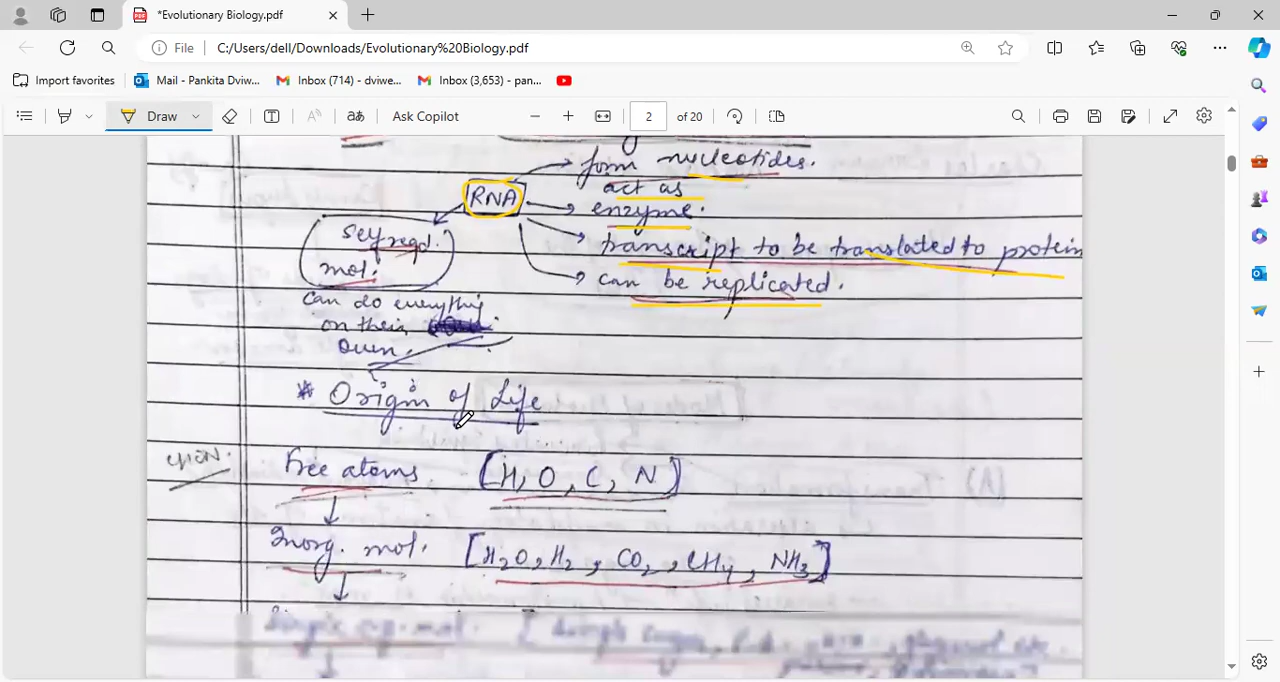 *Evolutionary Biology.pdf
File C:/Users/dell/Downloads/Evolutionary%20Biology.pdf
Import favorites Mail - Pankita Dviw... Inbox (714) - dviwe... Inbox (3,653) - pan...
Draw Ask Copilot 2 of 20
form nucleotides.
RNA
act as
enzyme.
transcript to be translated to protein
can be replicated.
mol.
can do everything
on their
own.
* Origin of Life
CHON.
Free atoms [H, O, C, N]
Inorg. mol. [H2O, H2, CO2, CH4, NH3]